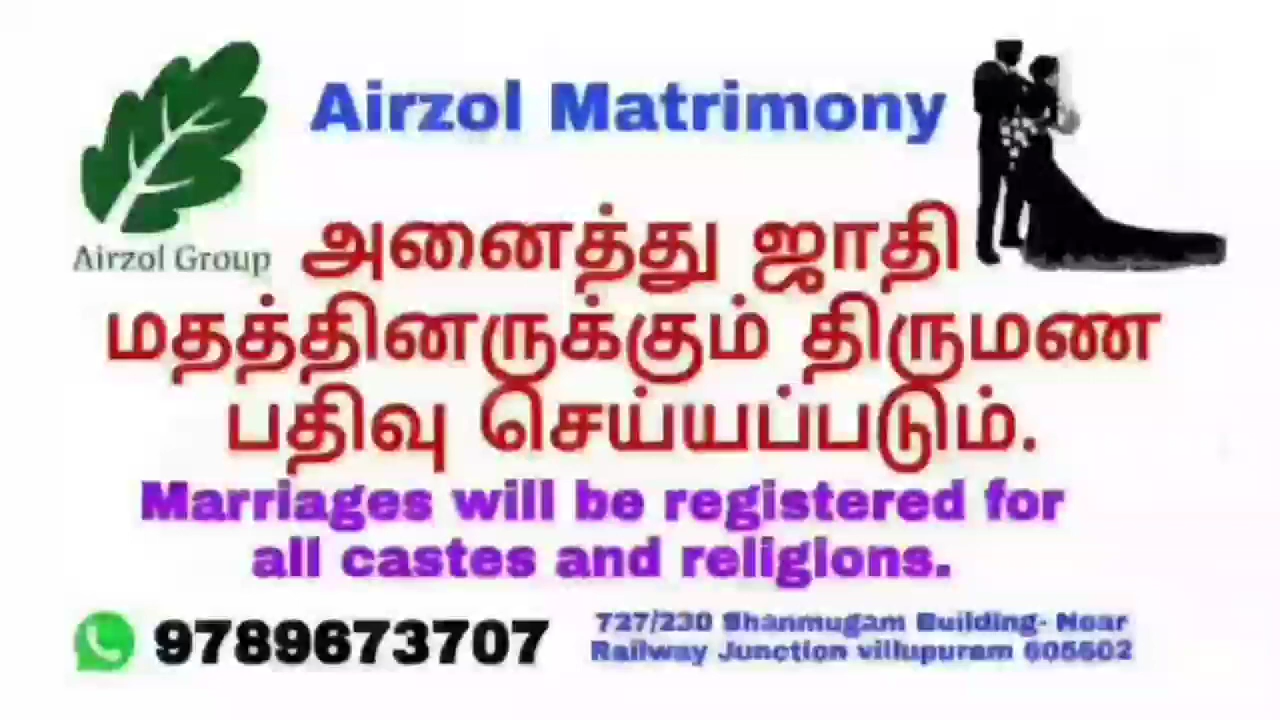 Airzol Matrimony
Airzol Group
அனைத்து ஜாதி
மதத்தினருக்கும் திருமண
பதிவு செய்யப்படும்.
Marriages will be registered for
all castes and religions.
9789673707
727/230 Shanmugam Building- Near
Railway Junction villupuram 605602